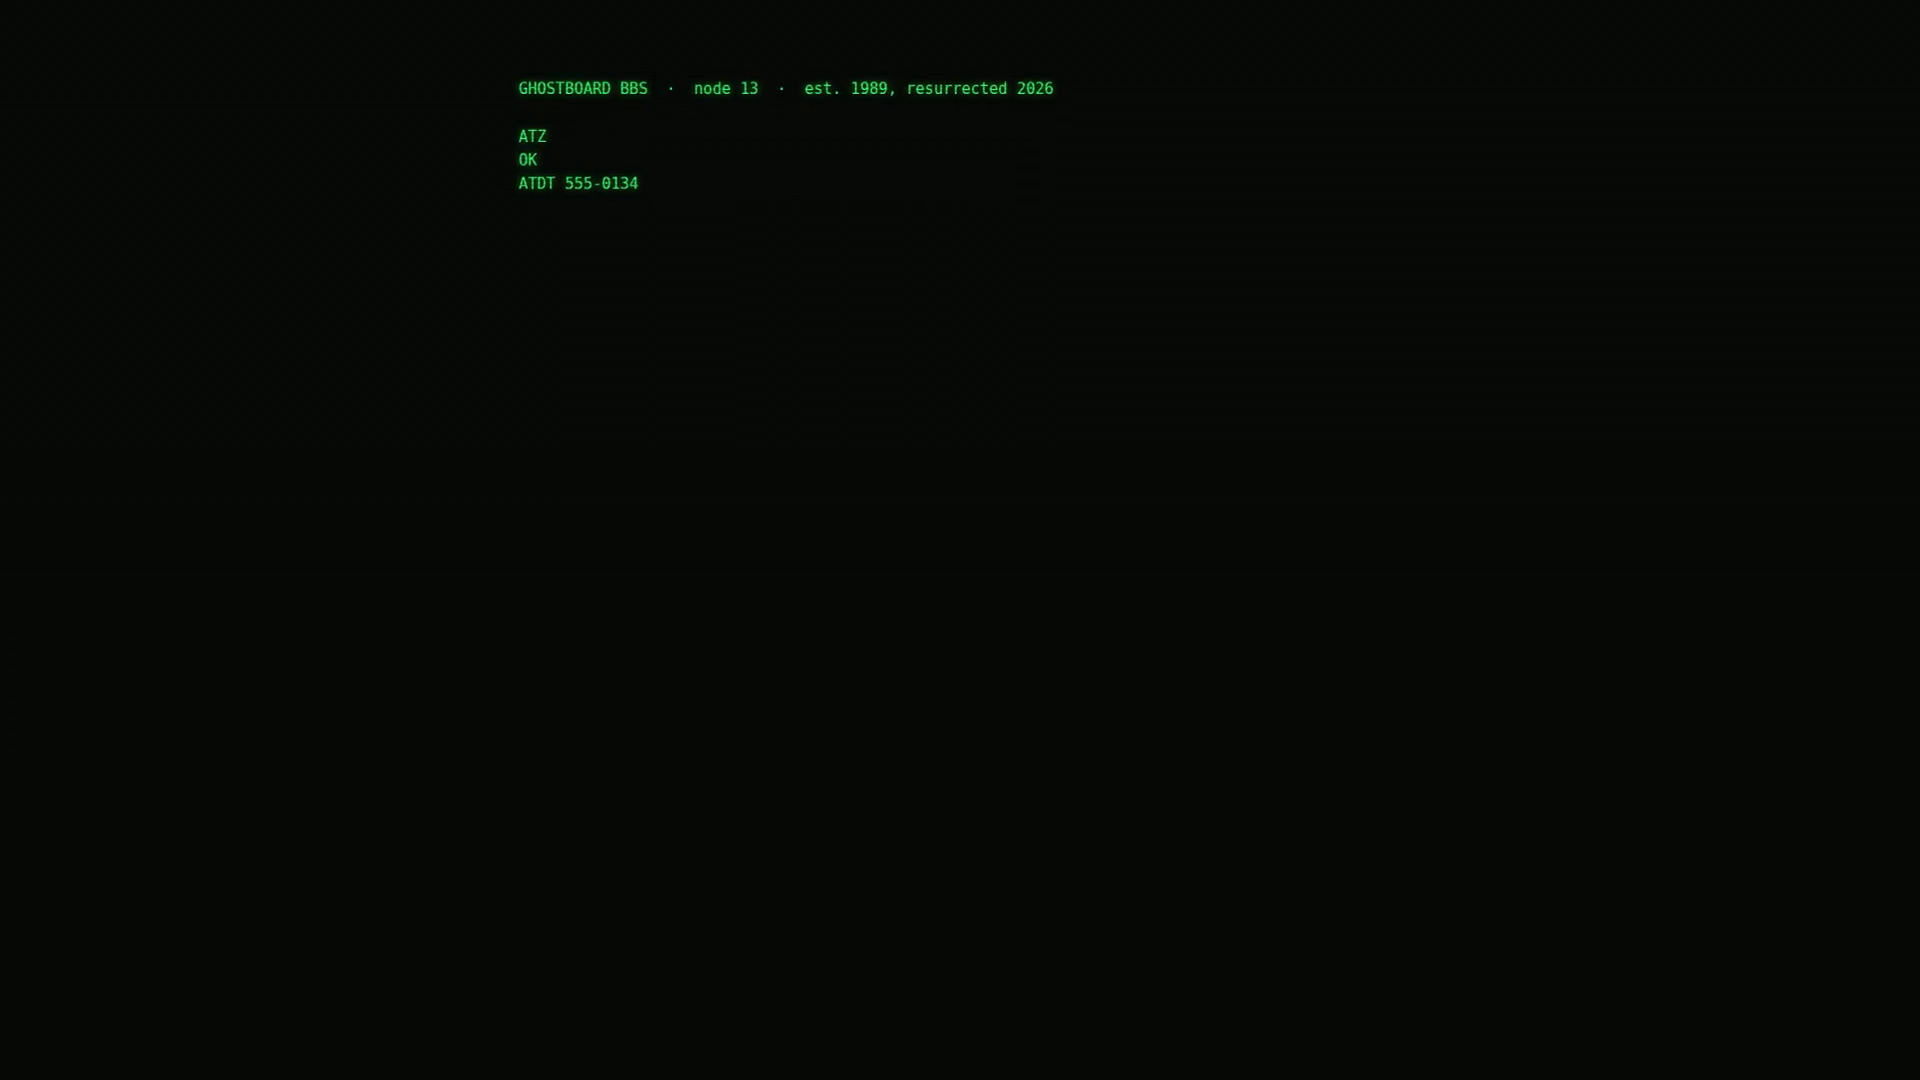 GHOSTBOARD BBS · node 13 · est. 1989, resurrected 2026
ATZ
OK
ATDT 555-0134